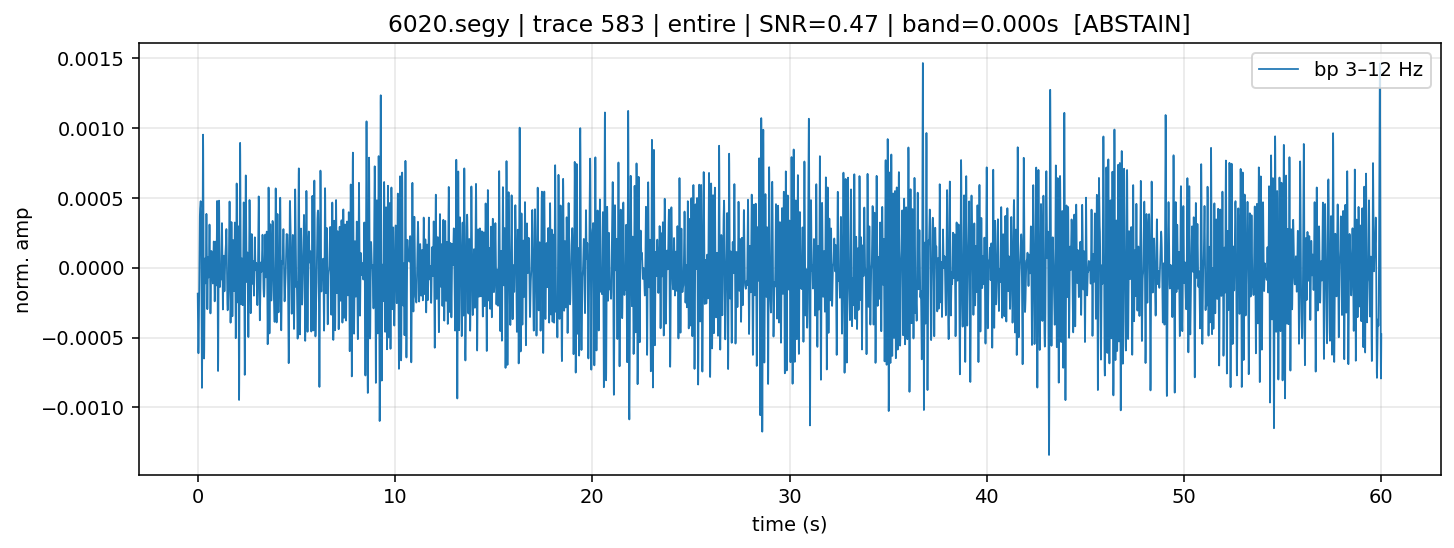 6020.segy | trace 583 | entire | SNR=0.47 | band=0.000s  [ABSTAIN]
bp 3–12 Hz
norm. amp
0.0015
0.0010
0.0005
0.0000
−0.0005
−0.0010
0 10 20 30 40 50 60
time (s)